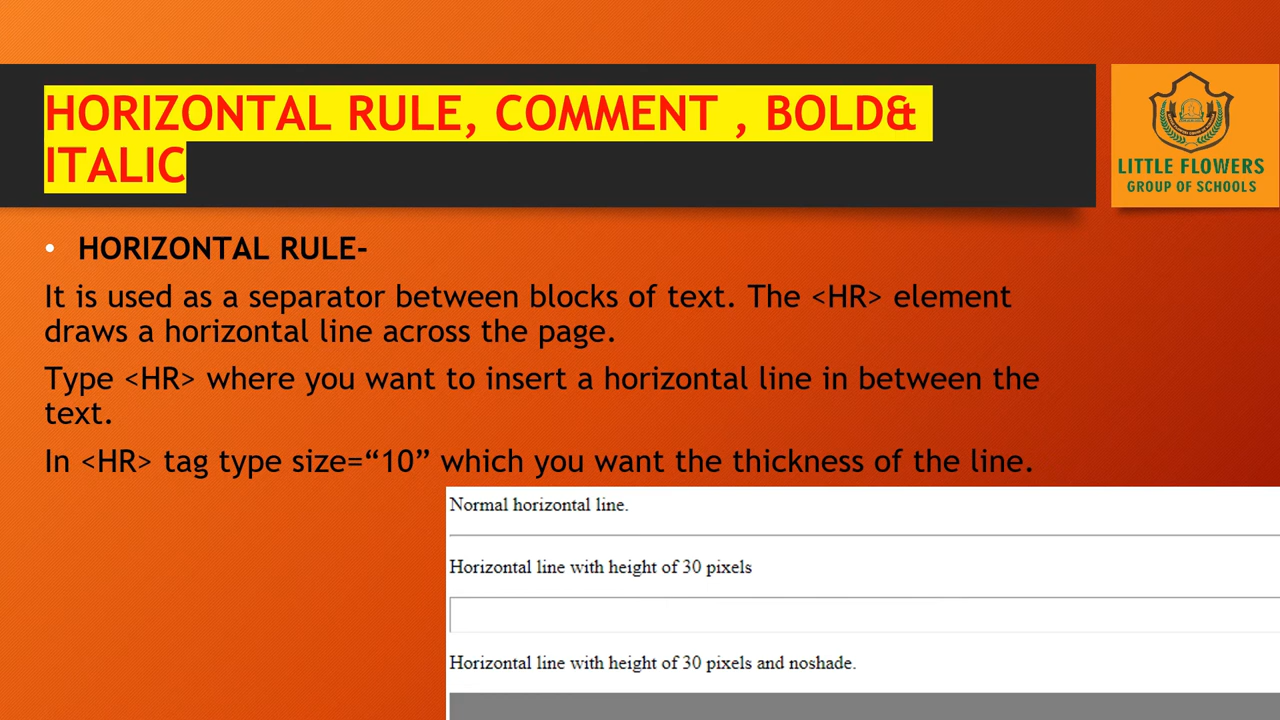 HORIZONTAL RULE, COMMENT , BOLD&
ITALIC
LITTLE FLOWERS
GROUP OF SCHOOLS
• HORIZONTAL RULE-
It is used as a separator between blocks of text. The <HR> element
draws a horizontal line across the page.
Type <HR> where you want to insert a horizontal line in between the
text.
In <HR> tag type size=“10” which you want the thickness of the line.
Normal horizontal line.
Horizontal line with height of 30 pixels
Horizontal line with height of 30 pixels and noshade.